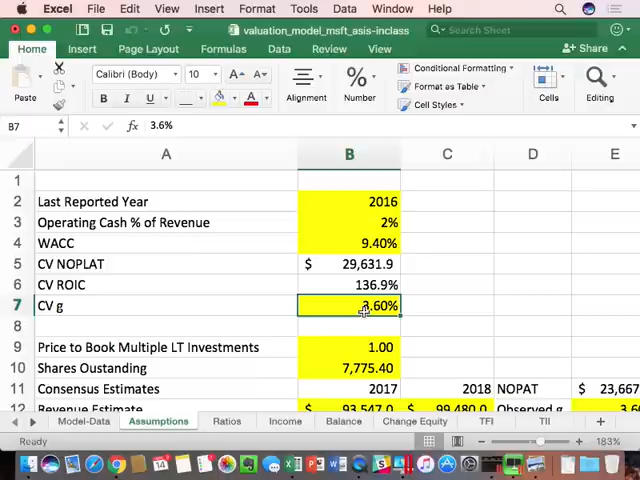 Excel File Edit View Insert Format Tools Data Window Help
valuation_model_msft_asis-inclass
Search Sheet
Home Insert Page Layout Formulas Data Review View Share
Paste
Calibri (Body) 10 A A
B I U A
Alignment
% Number
Conditional Formatting
Format as Table
Cell Styles
Cells
Editing
B7 fx 3.6%
A B C D E
1
2 Last Reported Year 2016
3 Operating Cash % of Revenue 2%
4 WACC 9.40%
5 CV NOPLAT $ 29,631.9
6 CV ROIC 136.9%
7 CV g 3.60%
8
9 Price to Book Multiple LT Investments 1.00
10 Shares Oustanding 7,775.40
11 Consensus Estimates 2017 2018 NOPAT $ 23,667
12 Revenue Estimate $ 93,547.0 $ 99,480.0 Observed g
Model-Data Assumptions Ratios Income Balance Change Equity TFI TII
Ready 183%